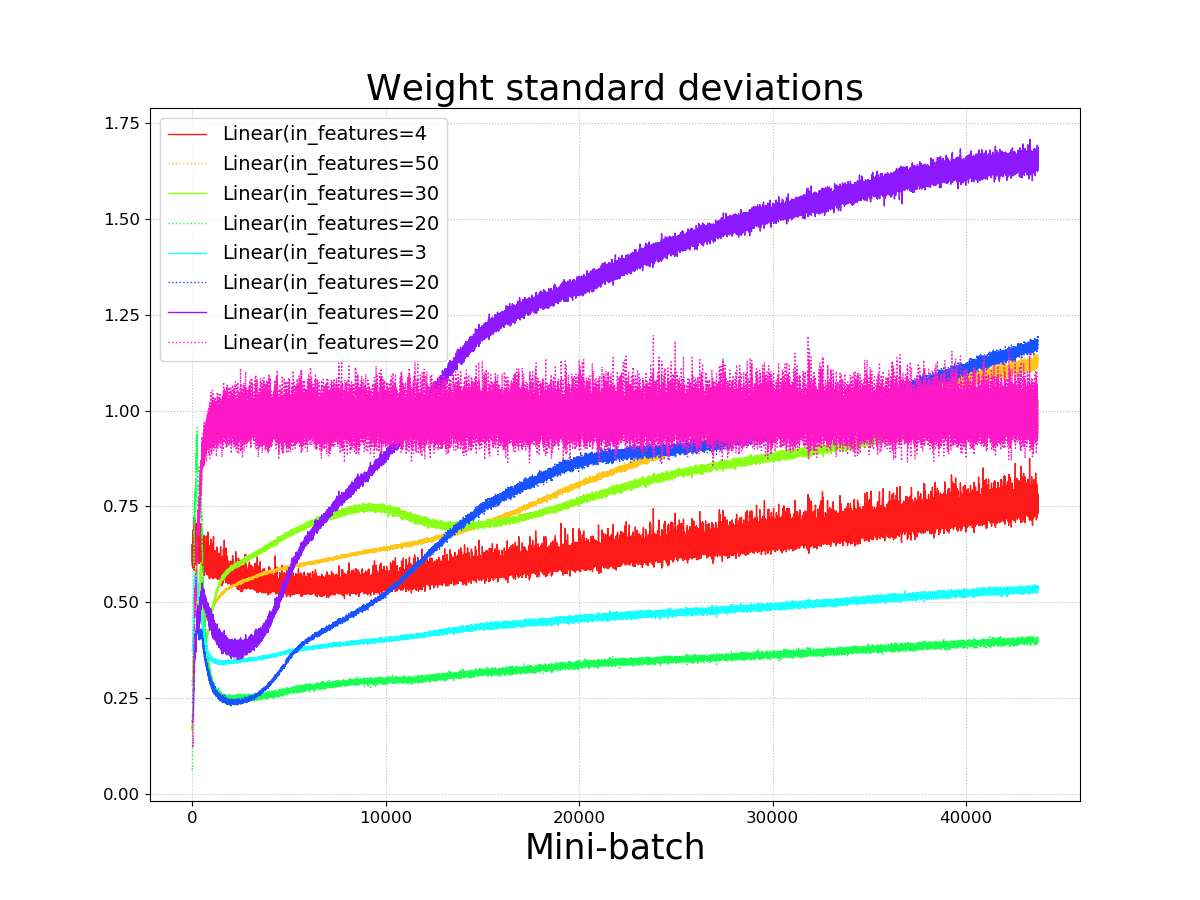 Weight standard deviations
Linear(in_features=4
Linear(in_features=50
Linear(in_features=30
Linear(in_features=20
Linear(in_features=3
Linear(in_features=20
Linear(in_features=20
Linear(in_features=20
1.75
1.50
1.25
1.00
0.75
0.50
0.25
0.00
0 10000 20000 30000 40000
Mini-batch